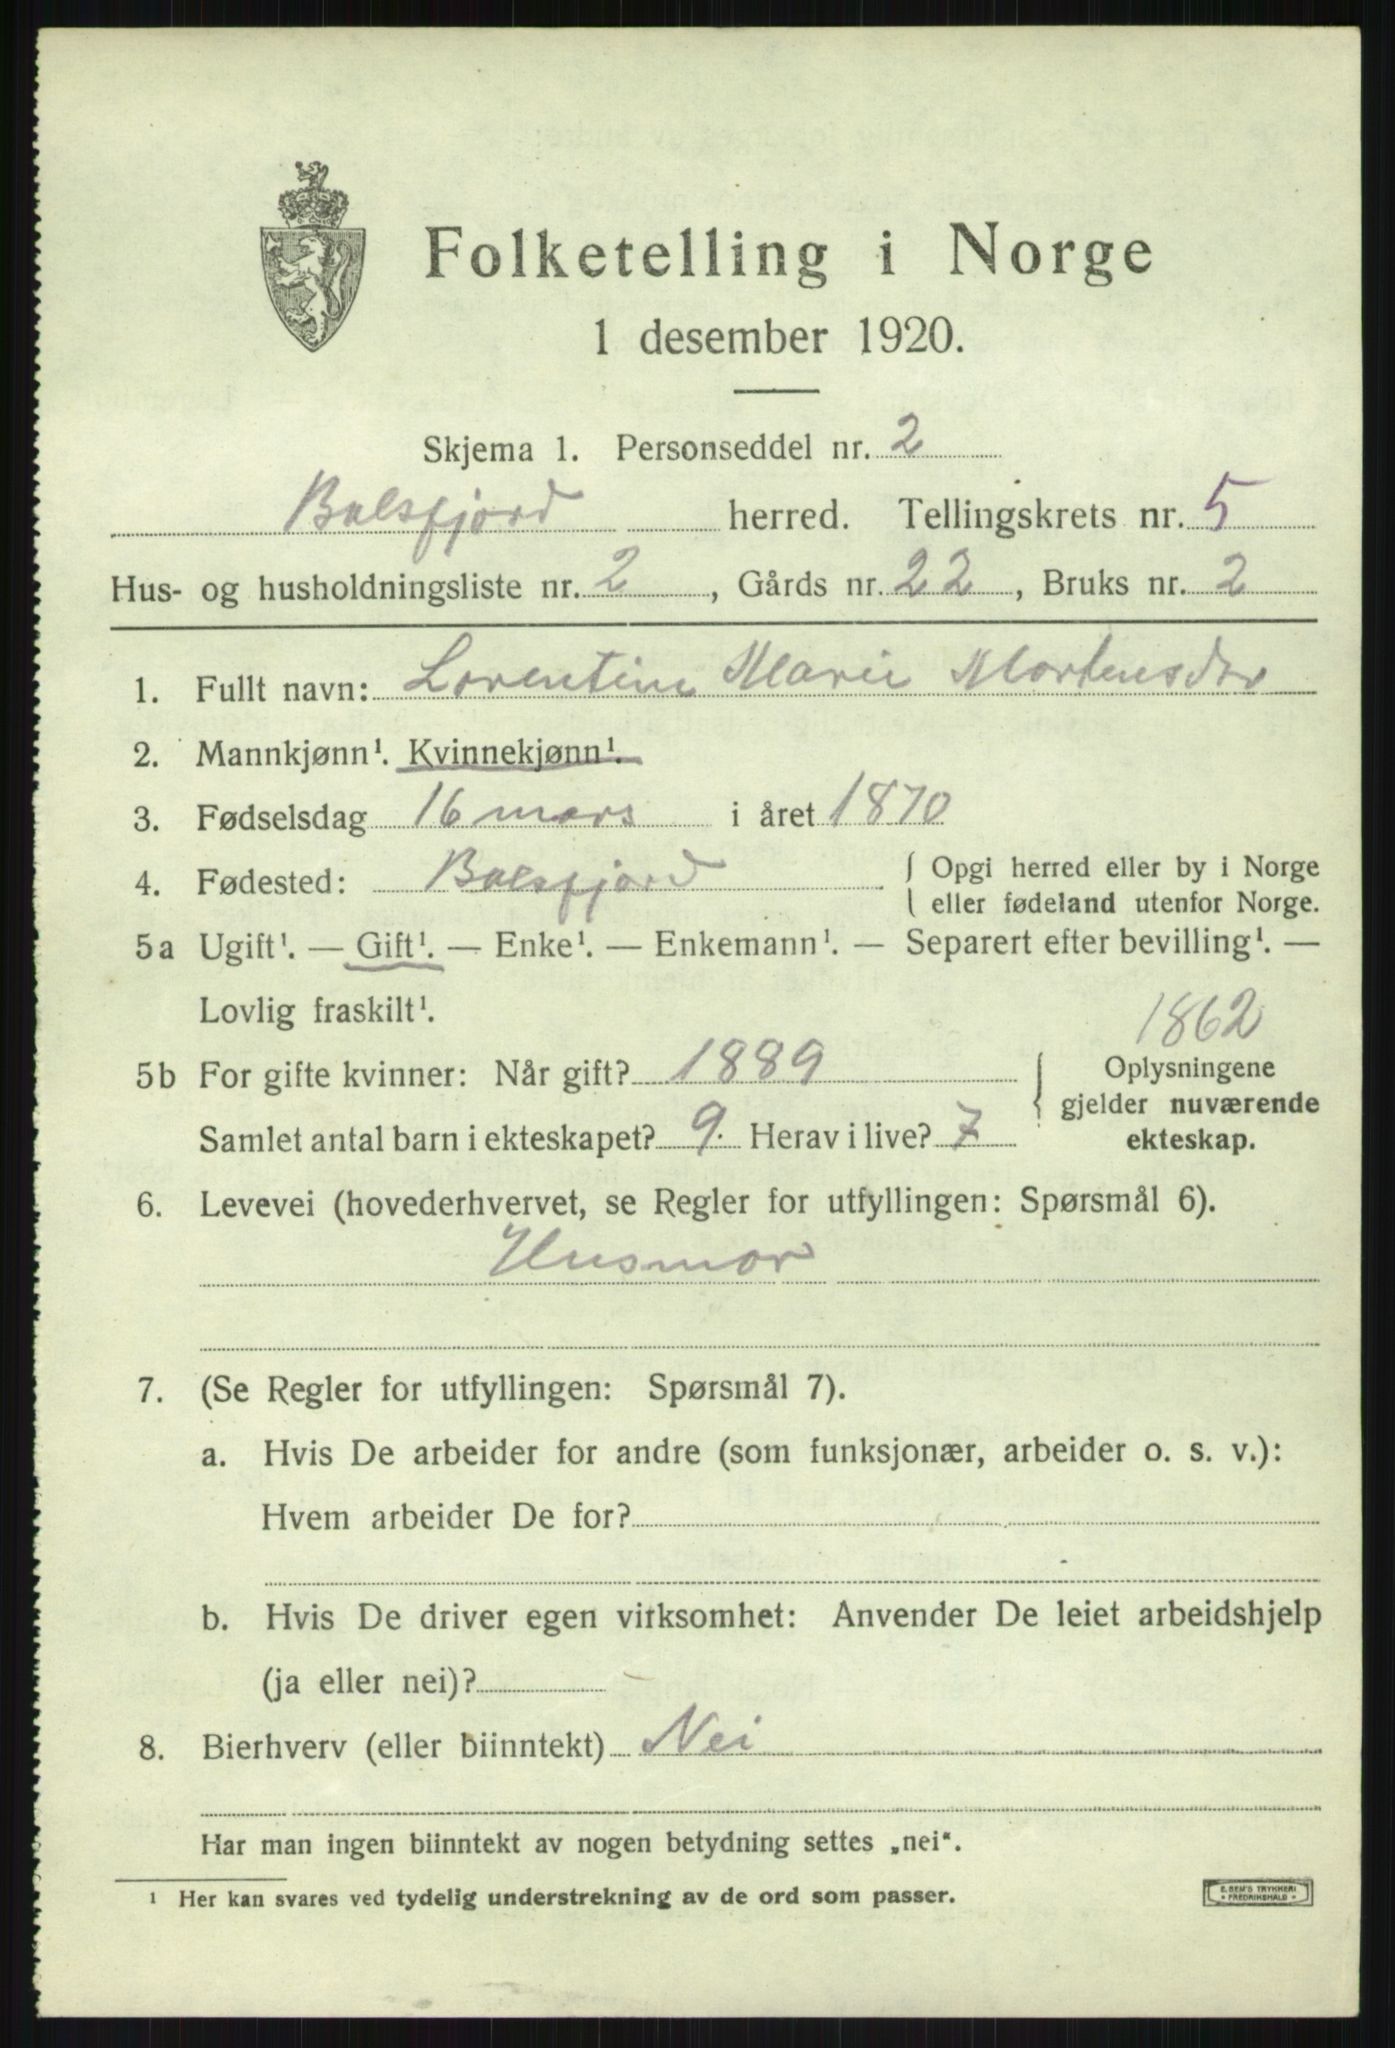 Folketelling i Norge
1 desember 1920.
Skjema 1. Personseddel nr. 2
Balsfjord herred. Tellingskrets nr. 5
Hus- og husholdningsliste nr. 2, Gårds nr. 22, Bruks nr. 2
1. Fullt navn: Lorentine Marie Mortensdtr
2. Mannkjønn¹. Kvinnekjønn¹.
3. Fødselsdag 16 mars i året 1870
4. Fødested: Balsfjord { Opgi herred eller by i Norge
eller fødeland utenfor Norge.
5a Ugift¹. — Gift¹. — Enke¹. — Enkemann¹. — Separert efter bevilling¹. —
Lovlig fraskilt¹.
1862
5b For gifte kvinner: Når gift? 1889 { Oplysningene
gjelder nuværende
Samlet antal barn i ekteskapet? 9. Herav i live? 7 ekteskap.
6. Levevei (hovederhvervet, se Regler for utfyllingen: Spørsmål 6).
Husmor
7. (Se Regler for utfyllingen: Spørsmål 7).
a. Hvis De arbeider for andre (som funksjonær, arbeider o. s. v.):
Hvem arbeider De for?
b. Hvis De driver egen virksomhet: Anvender De leiet arbeidshjelp
(ja eller nei)?
8. Bierhverv (eller biinntekt) Nei
Har man ingen biinntekt av nogen betydning settes „nei“.
¹ Her kan svares ved tydelig understrekning av de ord som passer.
E. SEM'S TRYKKERI
• FREDRIKSHALD •